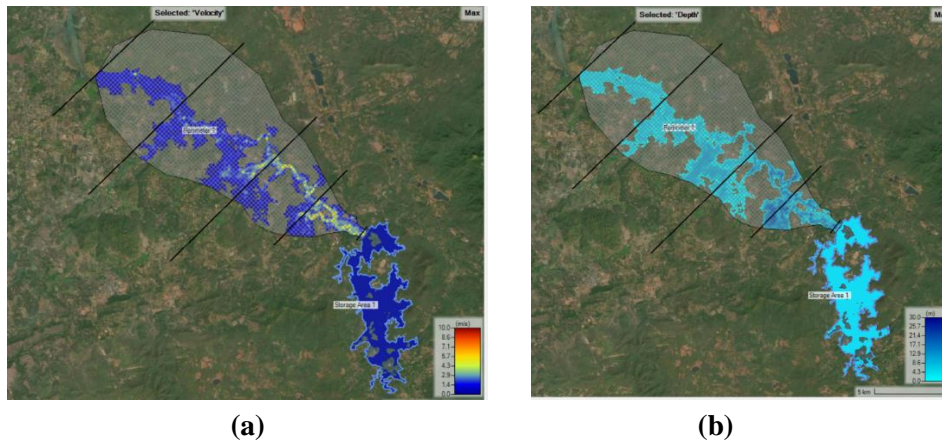 Selected: 'Velocity'
Max
Perimeter 1
Storage Area 1
(m/s)
10.0
8.6
7.1
5.7
4.3
2.9
1.4
0.0
(a)
Selected: 'Depth'
Perimeter 1
Storage Area 1
(m)
30.0
25.7
21.4
17.1
12.9
8.6
4.3
0.0
5 km
(b)